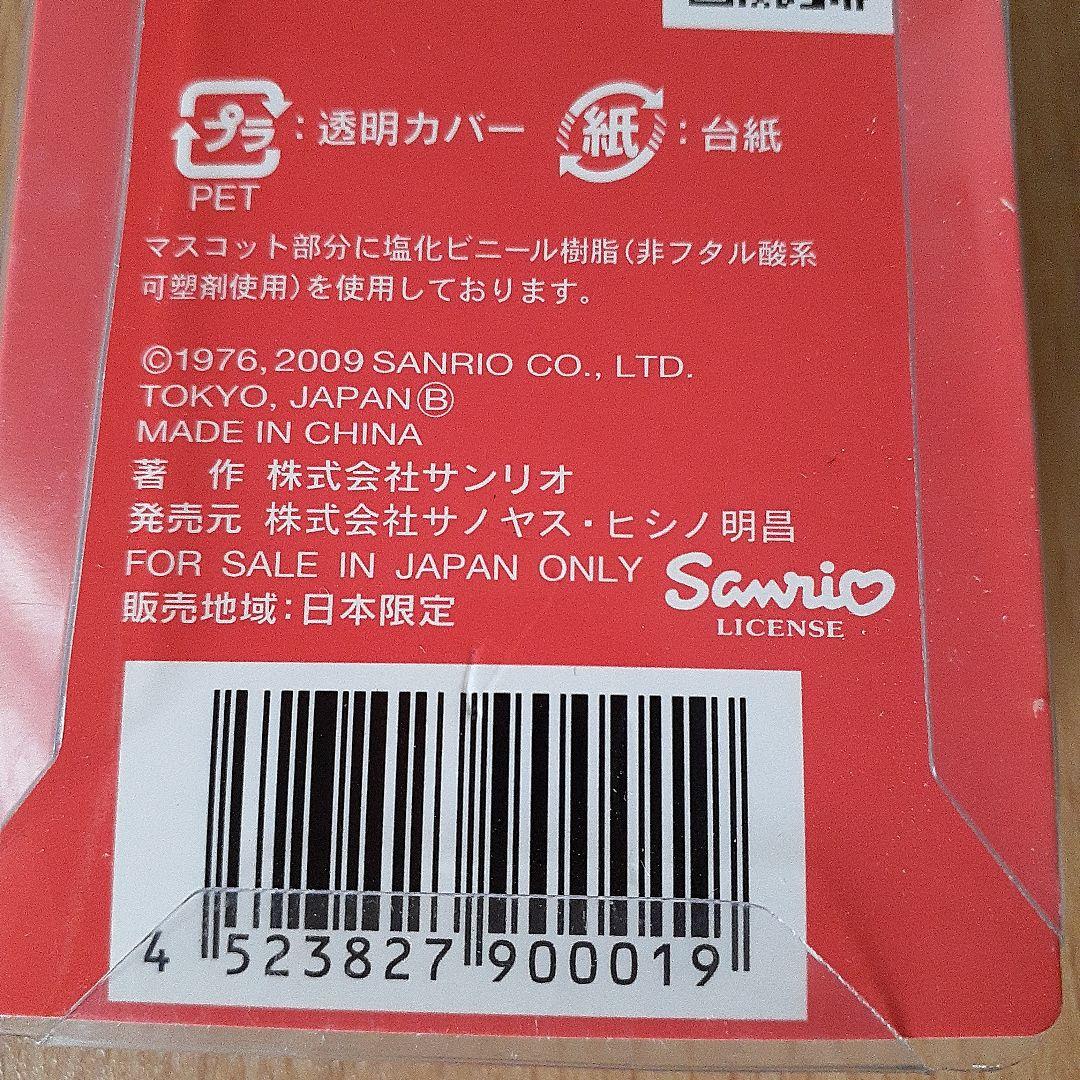 プラ : 透明カバー 紙 : 台紙
PET
マスコット部分に塩化ビニール樹脂(非フタル酸系
可塑剤使用)を使用しております。
©1976, 2009 SANRIO CO., LTD.
TOKYO, JAPAN Ⓑ
MADE IN CHINA
著 作 株式会社サンリオ
発売元 株式会社サノヤス・ヒシノ明昌
FOR SALE IN JAPAN ONLY
販売地域:日本限定
Sanrio
LICENSE
4 523827 900019